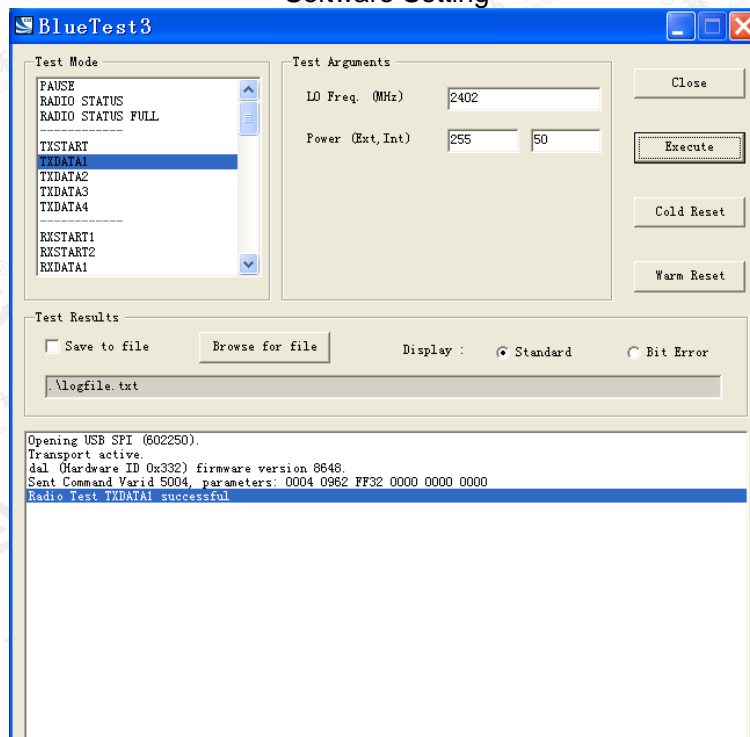 Software Setting
BlueTest3
Test Mode
PAUSE
RADIO STATUS
RADIO STATUS FULL
------------
TXSTART
TXDATA1
TXDATA2
TXDATA3
TXDATA4
------------
RXSTART1
RXSTART2
RXDATA1
Test Arguments
LO Freq. (MHz) 2402
Power (Ext,Int) 255 50
Close
Execute
Cold Reset
Warm Reset
Test Results
Save to file Browse for file Display : Standard Bit Error
.\logfile.txt
Opening USB SPI (602250).
Transport active.
dal (Hardware ID 0x332) firmware version 8648.
Sent Command Varid 5004, parameters: 0004 0962 FF32 0000 0000 0000
Radio Test TXDATA1 successful